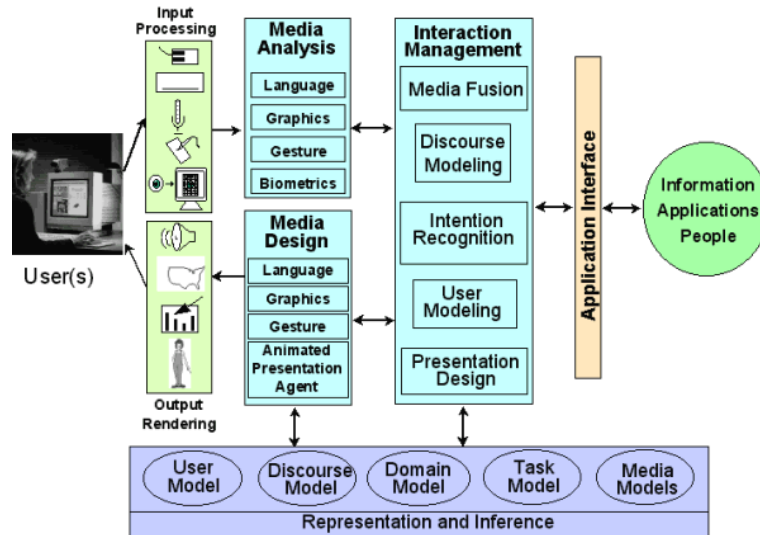 Input
Processing
Media
Analysis
Language
Graphics
Gesture
Biometrics
Interaction
Management
Media Fusion
Discourse
Modeling
Intention
Recognition
User
Modeling
Presentation
Design
Application Interface
Information
Applications
People
User(s)
Media
Design
Language
Graphics
Gesture
Animated
Presentation
Agent
Output
Rendering
User
Model
Discourse
Model
Domain
Model
Task
Model
Media
Models
Representation and Inference